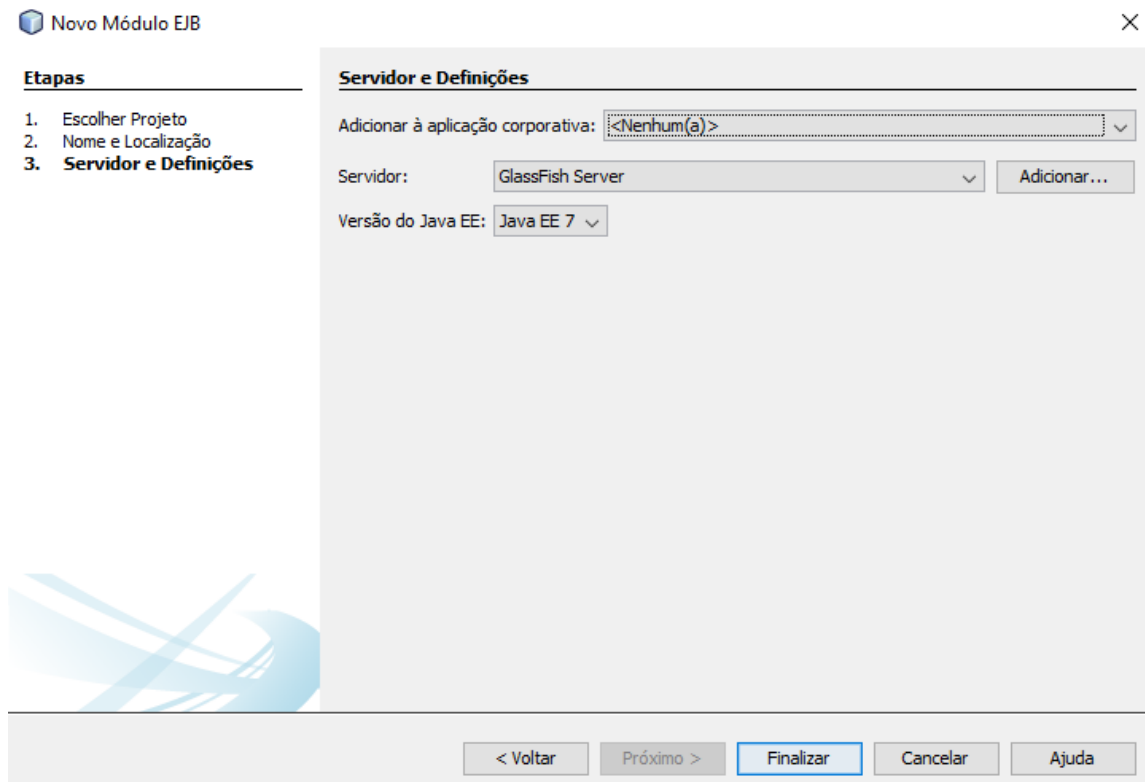 Novo Módulo EJB
Etapas
1. Escolher Projeto
2. Nome e Localização
3. Servidor e Definições
Servidor e Definições
Adicionar à aplicação corporativa: <Nenhum(a)>
Servidor: GlassFish Server Adicionar...
Versão do Java EE: Java EE 7
< Voltar Próximo > Finalizar Cancelar Ajuda